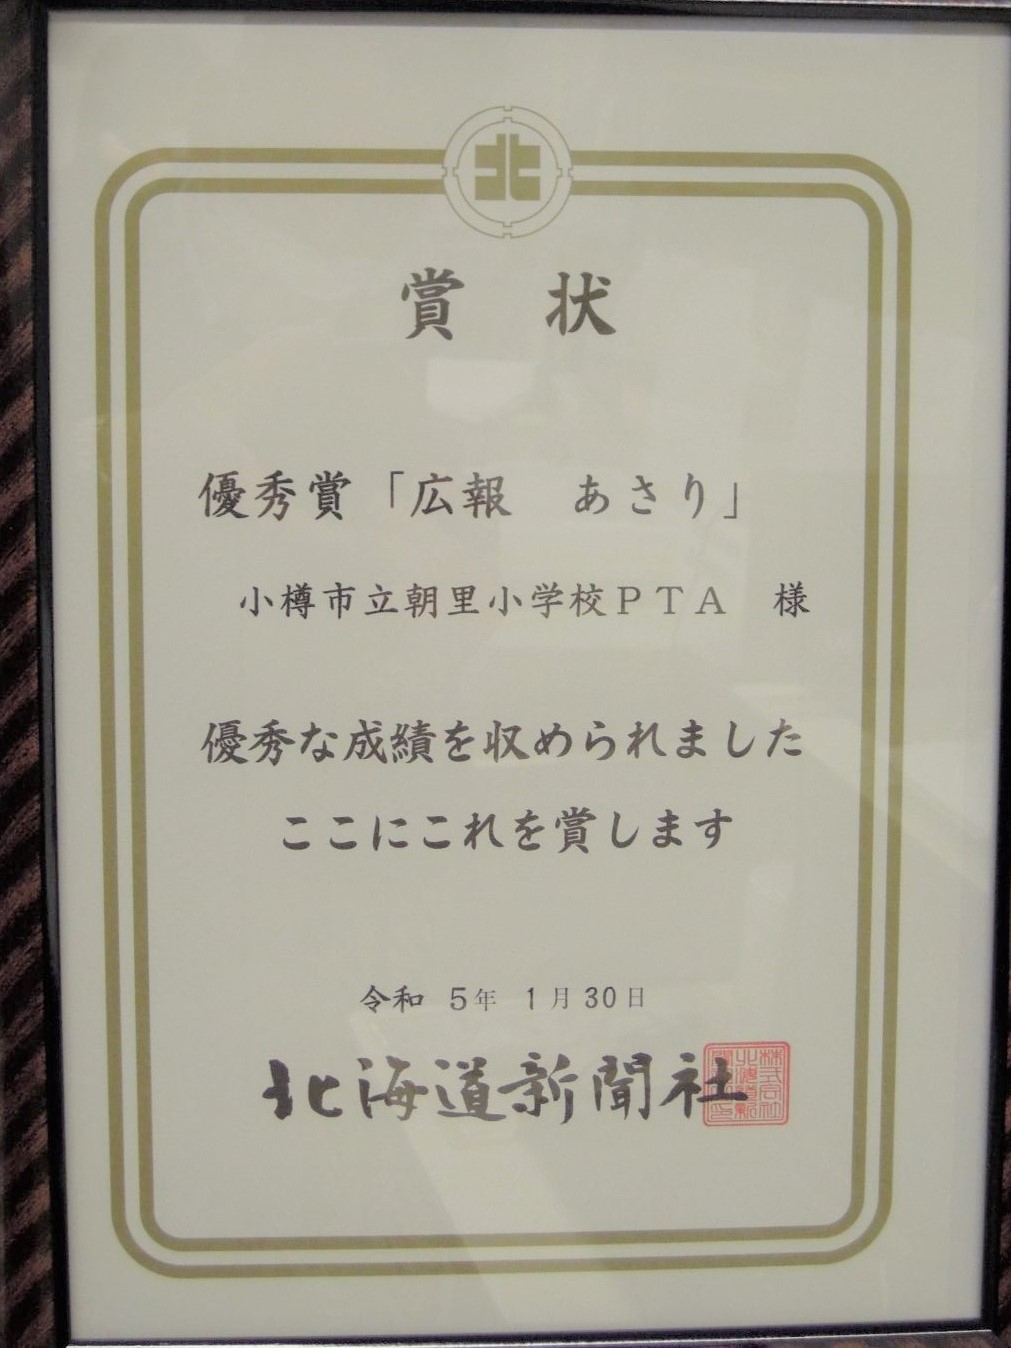 北
賞　状
優秀賞「広報　あさり」
小樽市立朝里小学校ＰＴＡ　様
優秀な成績を収められました
ここにこれを賞します
令和 5年 1月30日
北海道新聞社